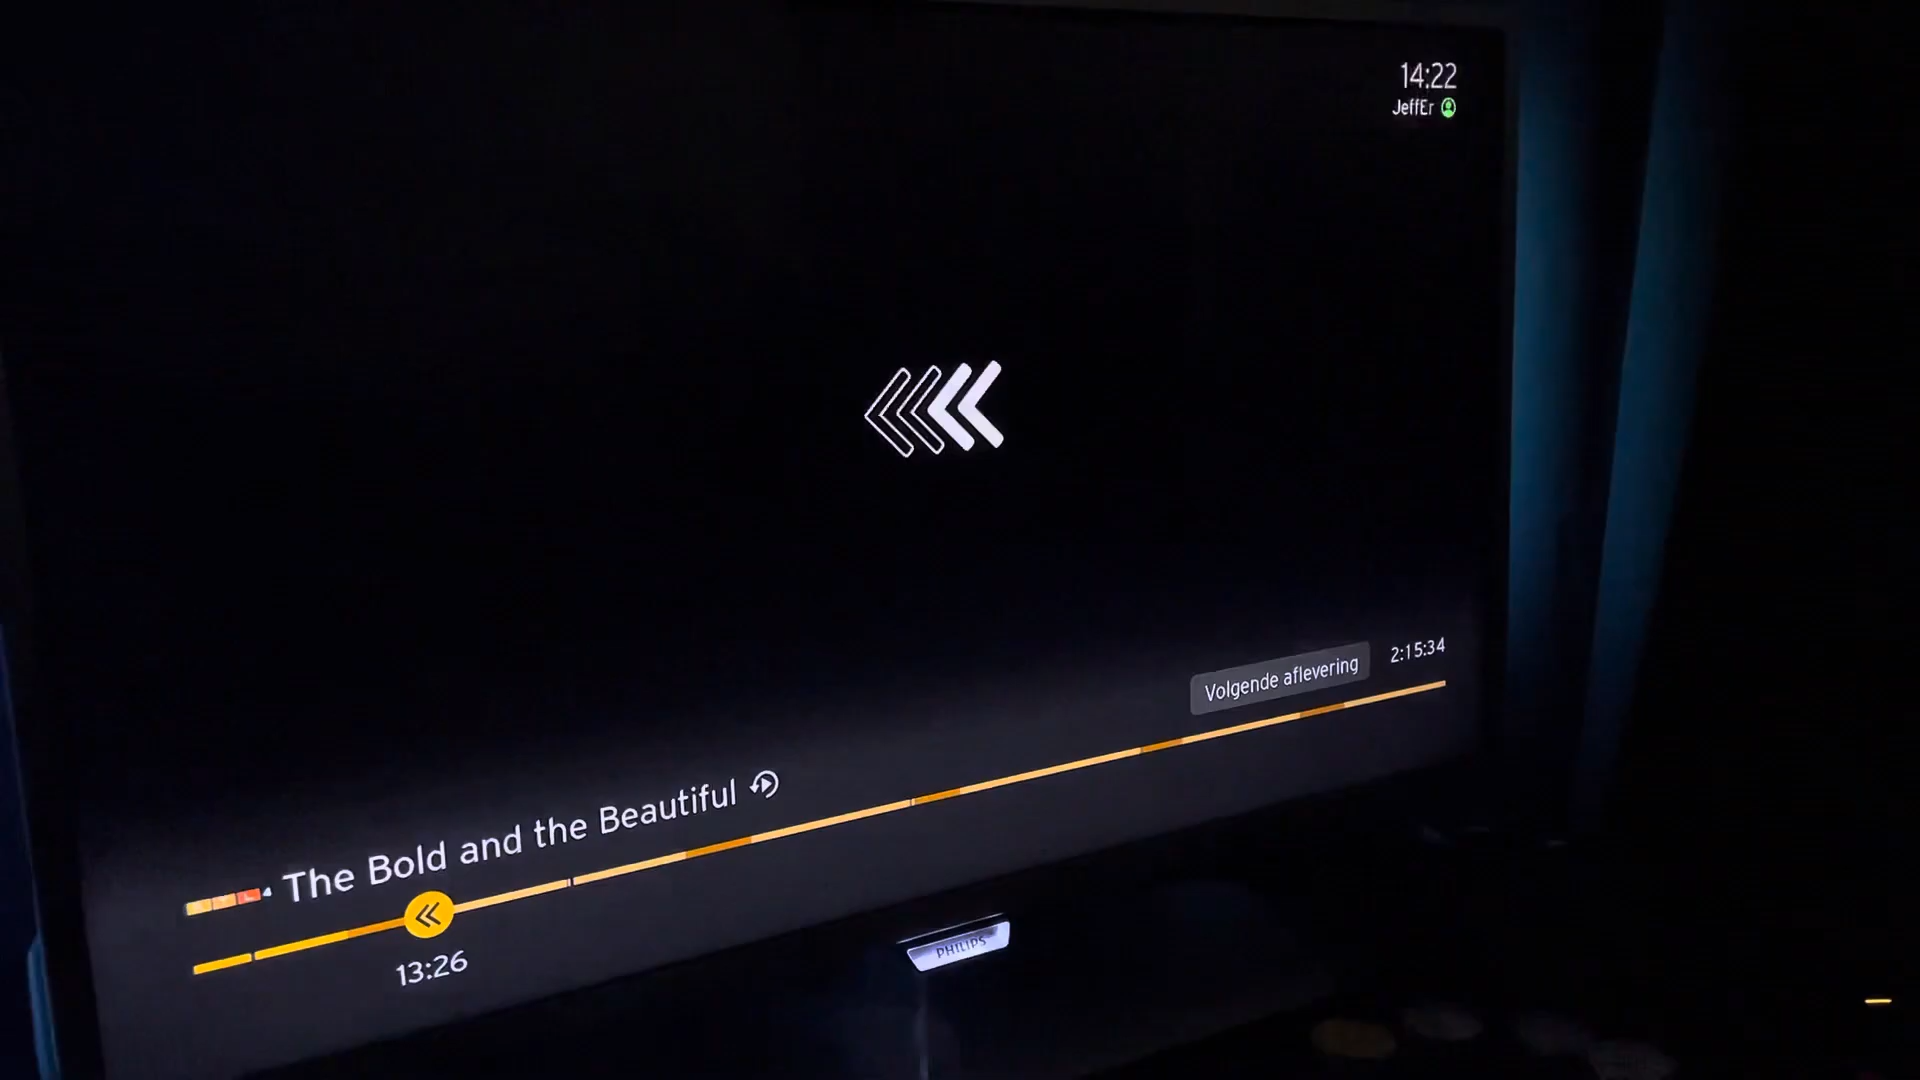 14:22
JeffEr
Volgende aflevering
2:15:34
The Bold and the Beautiful
13:26
PHILIPS